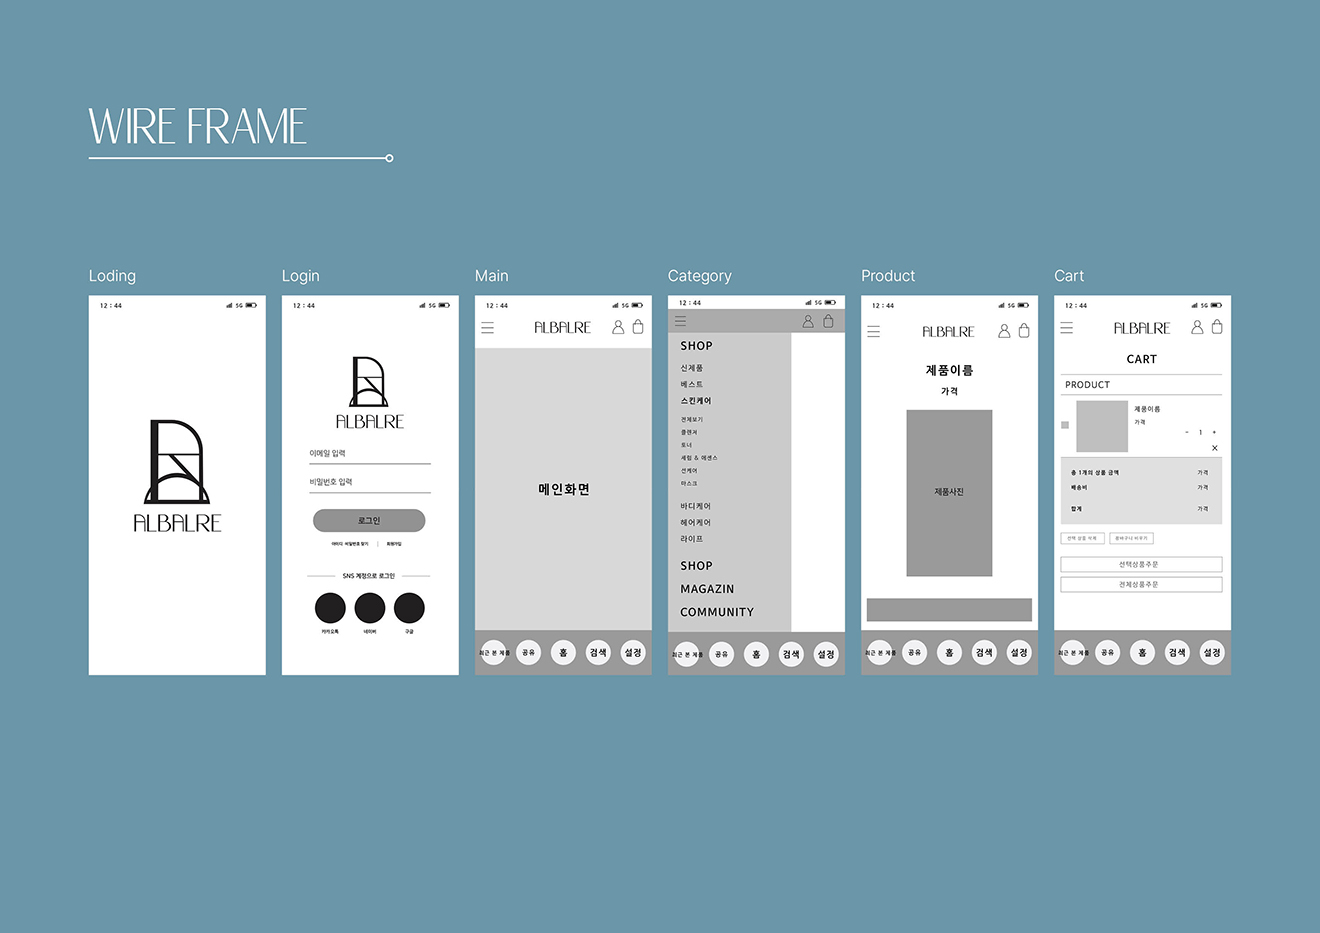 WIRE FRAME
Loding
12 : 44
5G
ALBALRE
Login
12 : 44
5G
ALBALRE
이메일 입력
비밀번호 입력
로그인
아이디 비밀번호 찾기 | 회원가입
SNS 계정으로 로그인
카카오톡 네이버 구글
Main
12 : 44
5G
ALBALRE
메인화면
최근 본 제품 공유 홈 검색 설정
Category
12 : 44
5G
SHOP
신제품
베스트
스킨케어
전체보기
클렌져
토너
세럼 & 에센스
선케어
마스크
바디케어
헤어케어
라이프
SHOP
MAGAZIN
COMMUNITY
최근 본 제품 공유 홈 검색 설정
Product
12 : 44
5G
ALBALRE
제품이름
가격
제품사진
최근 본 제품 공유 홈 검색 설정
Cart
12 : 44
5G
ALBALRE
CART
PRODUCT
제품이름
가격
- 1 +
X
총 1개의 상품 금액 가격
배송비 가격
합계 가격
선택 상품 삭제 장바구니 비우기
선택상품주문
전체상품주문
최근 본 제품 공유 홈 검색 설정